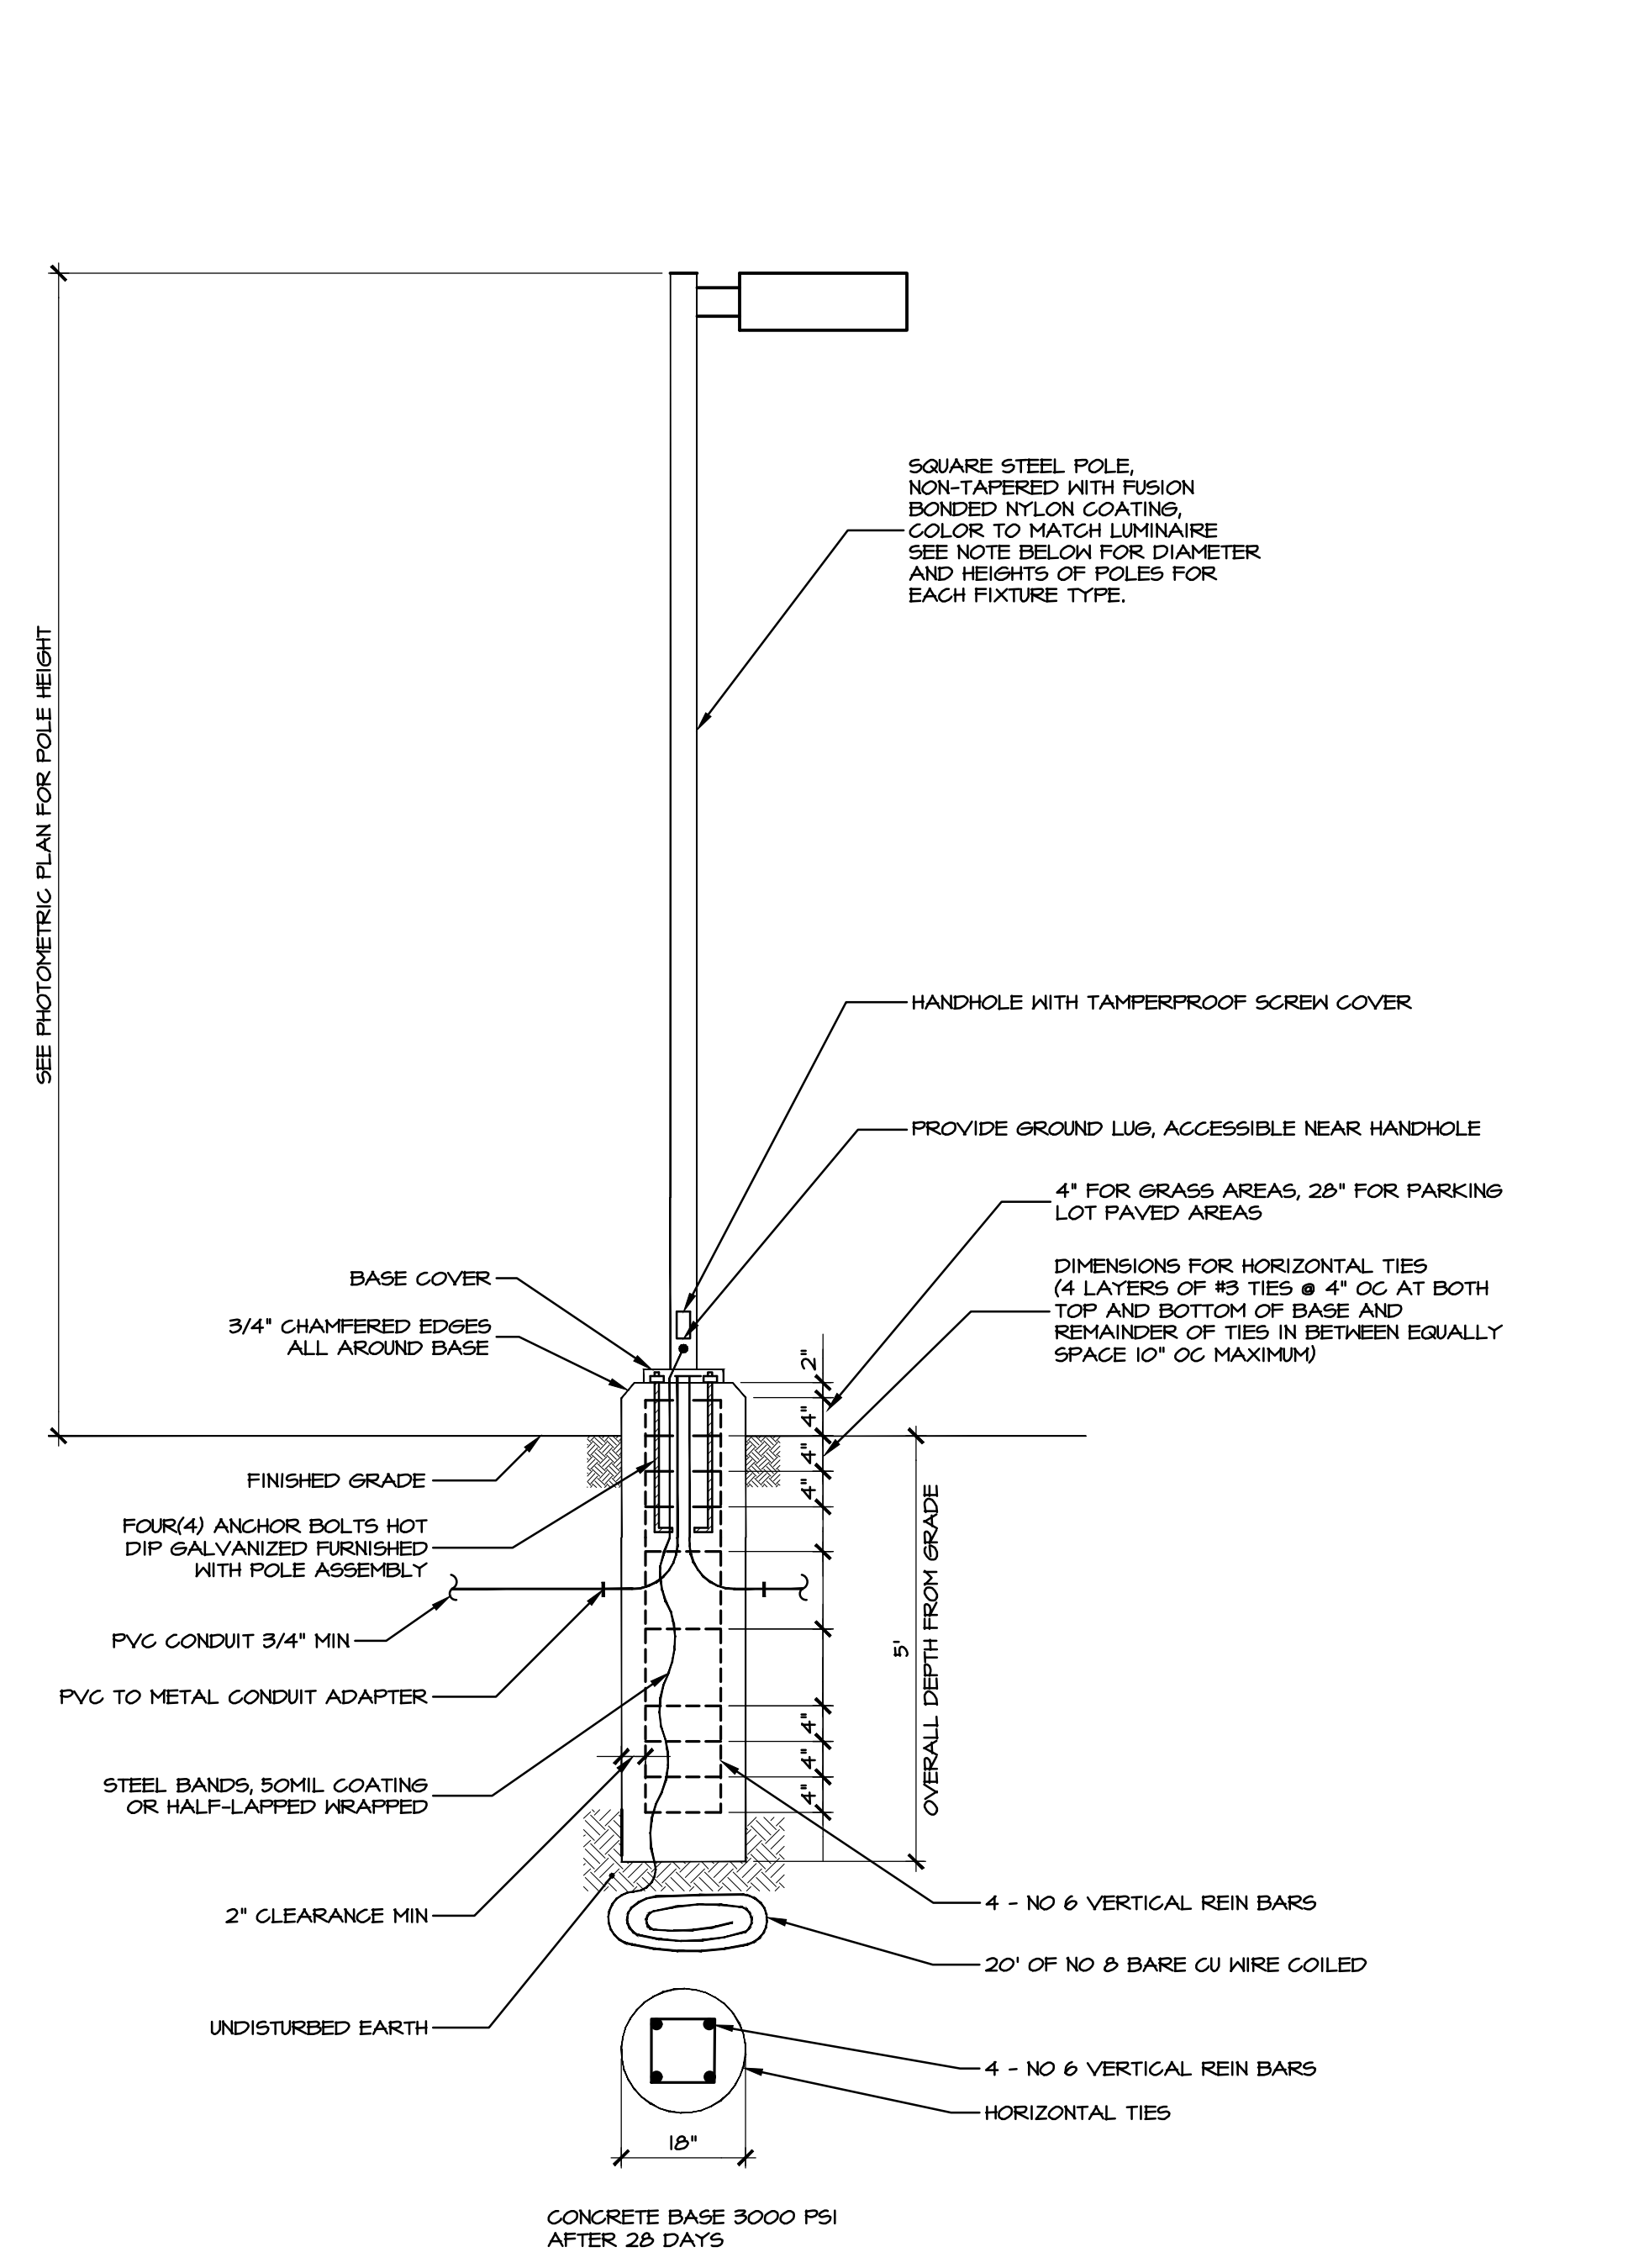 SQUARE STEEL POLE,
NON-TAPERED WITH FUSION
BONDED NYLON COATING,
COLOR TO MATCH LUMINAIRE
SEE NOTE BELOW FOR DIAMETER
AND HEIGHTS OF POLES FOR
EACH FIXTURE TYPE.
SEE PHOTOMETRIC PLAN FOR POLE HEIGHT
HANDHOLE WITH TAMPERPROOF SCREW COVER
PROVIDE GROUND LUG, ACCESSIBLE NEAR HANDHOLE
4" FOR GRASS AREAS, 28" FOR PARKING
LOT PAVED AREAS
DIMENSIONS FOR HORIZONTAL TIES
(4 LAYERS OF #3 TIES @ 4" OC AT BOTH
TOP AND BOTTOM OF BASE AND
REMAINDER OF TIES IN BETWEEN EQUALLY
SPACE 10" OC MAXIMUM)
BASE COVER
3/4" CHAMFERED EDGES
ALL AROUND BASE
2"
4"
4"
4"
FINISHED GRADE
FOUR(4) ANCHOR BOLTS HOT
DIP GALVANIZED FURNISHED
WITH POLE ASSEMBLY
PVC CONDUIT 3/4" MIN
5'
OVERALL DEPTH FROM GRADE
PVC TO METAL CONDUIT ADAPTER
4"
4"
4"
STEEL BANDS, 50MIL COATING
OR HALF-LAPPED WRAPPED
2" CLEARANCE MIN
4 - NO 6 VERTICAL REIN BARS
20' OF NO 8 BARE CU WIRE COILED
UNDISTURBED EARTH
4 - NO 6 VERTICAL REIN BARS
HORIZONTAL TIES
18"
CONCRETE BASE 3000 PSI
AFTER 28 DAYS